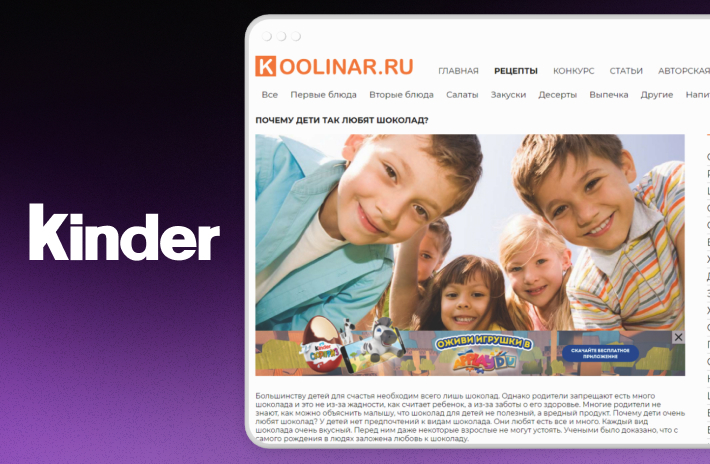 Kinder
KOOLINAR.RU
ГЛАВНАЯ РЕЦЕПТЫ КОНКУРС СТАТЬИ АВТОРСКАЯ
Все Первые блюда Вторые блюда Салаты Закуски Десерты Выпечка Другие
ПОЧЕМУ ДЕТИ ТАК ЛЮБЯТ ШОКОЛАД?
Kinder
ОЖИВИ ИГРУШКИ В
APPLAYDU
СКАЧАЙТЕ БЕСПЛАТНОЕ
ПРИЛОЖЕНИЕ
Большинству детей для счастья необходим всего лишь шоколад. Однако родители запрещают есть много
шоколада и это не из-за жадности, как считает ребенок, а из-за заботы о его здоровье. Многие родители не
знают, как можно объяснить малышу, что шоколад для детей не полезный, а вредный продукт. Почему дети очень
любят шоколад? У детей нет предпочтений к видам шоколада. Они любят есть все и много. Каждый вид
шоколада очень вкусный. Перед ним даже некоторые взрослые не могут устоять. Учеными было доказано, что с
самого рождения в людях заложена любовь к шоколаду.